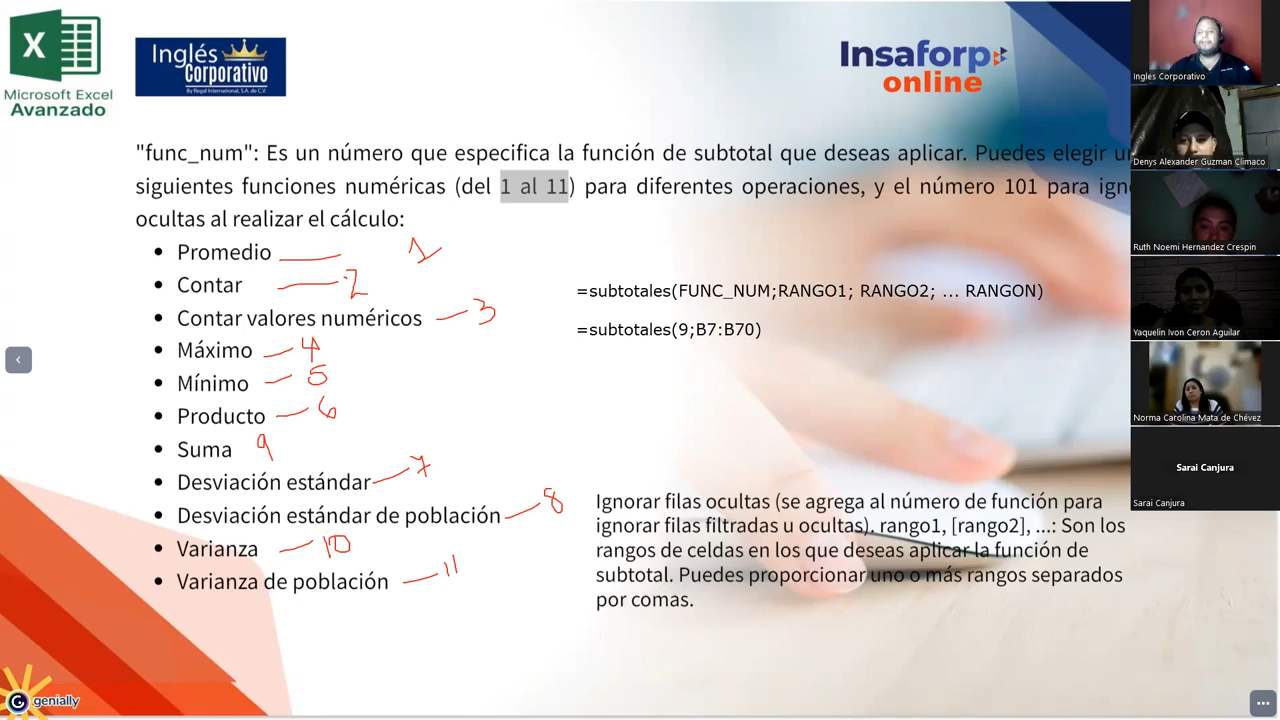 X
Microsoft Excel
Avanzado
Inglés
Corporativo
By Regal International, S.A. de C.V.
Insaforp
online
"func_num": Es un número que especifica la función de subtotal que deseas aplicar. Puedes elegir
siguientes funciones numéricas (del 1 al 11) para diferentes operaciones, y el número 101 para
ocultas al realizar el cálculo:
• Promedio 1
• Contar 2
• Contar valores numéricos 3
• Máximo 4
• Mínimo 5
• Producto 6
• Suma 9
• Desviación estándar 7
• Desviación estándar de población 8
• Varianza 10
• Varianza de población 11
=subtotales(FUNC_NUM;RANGO1; RANGO2; ... RANGON)
=subtotales(9;B7:B70)
Ignorar filas ocultas (se agrega al número de función para
ignorar filas filtradas u ocultas). rango1, [rango2], ...: Son los
rangos de celdas en los que deseas aplicar la función de
subtotal. Puedes proporcionar uno o más rangos separados
por comas.
genially
Ingles Corporativo
Denys Alexander Guzman Climaco
Ruth Noemi Hernandez Crespin
Yaquelin Ivon Ceron Aguilar
Norma Carolina Mata de Chévez
Sarai Canjura
Sarai Canjura